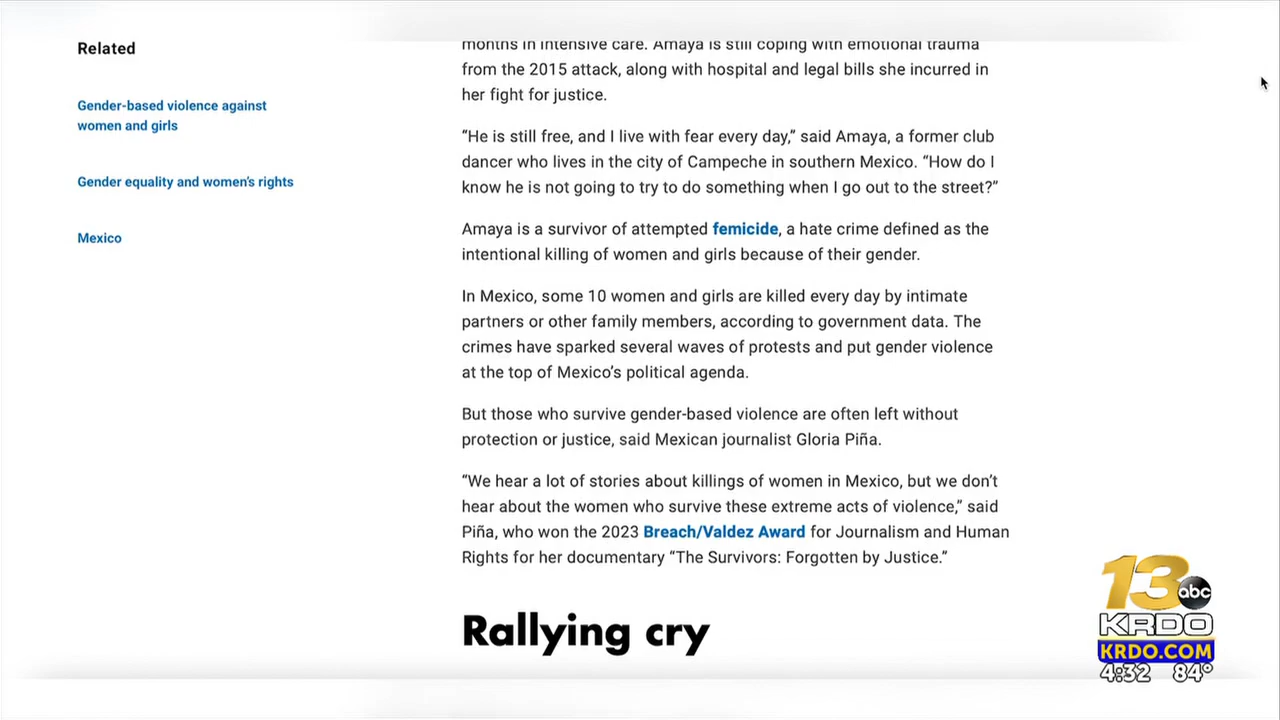 Related
Gender-based violence against
women and girls
Gender equality and women's rights
Mexico
months in intensive care. Amaya is still coping with emotional trauma
from the 2015 attack, along with hospital and legal bills she incurred in
her fight for justice.
“He is still free, and I live with fear every day,” said Amaya, a former club
dancer who lives in the city of Campeche in southern Mexico. “How do I
know he is not going to try to do something when I go out to the street?”
Amaya is a survivor of attempted femicide, a hate crime defined as the
intentional killing of women and girls because of their gender.
In Mexico, some 10 women and girls are killed every day by intimate
partners or other family members, according to government data. The
crimes have sparked several waves of protests and put gender violence
at the top of Mexico’s political agenda.
But those who survive gender-based violence are often left without
protection or justice, said Mexican journalist Gloria Piña.
“We hear a lot of stories about killings of women in Mexico, but we don’t
hear about the women who survive these extreme acts of violence,” said
Piña, who won the 2023 Breach/Valdez Award for Journalism and Human
Rights for her documentary “The Survivors: Forgotten by Justice.”
Rallying cry
13 abc
KRDO
KRDO.COM
4:32 84°